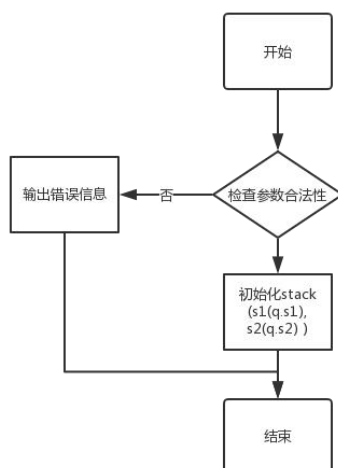 开始
检查参数合法性
否
输出错误信息
初始化stack
(s1(q.s1),
s2(q.s2) )
结束